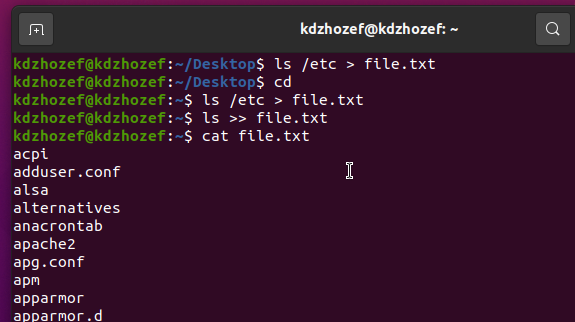 kdzhozef@kdzhozef: ~
kdzhozef@kdzhozef:~/Desktop$ ls /etc > file.txt
kdzhozef@kdzhozef:~/Desktop$ cd
kdzhozef@kdzhozef:~$ ls /etc > file.txt
kdzhozef@kdzhozef:~$ ls >> file.txt
kdzhozef@kdzhozef:~$ cat file.txt
acpi
adduser.conf
alsa
alternatives
anacrontab
apache2
apg.conf
apm
apparmor
apparmor.d